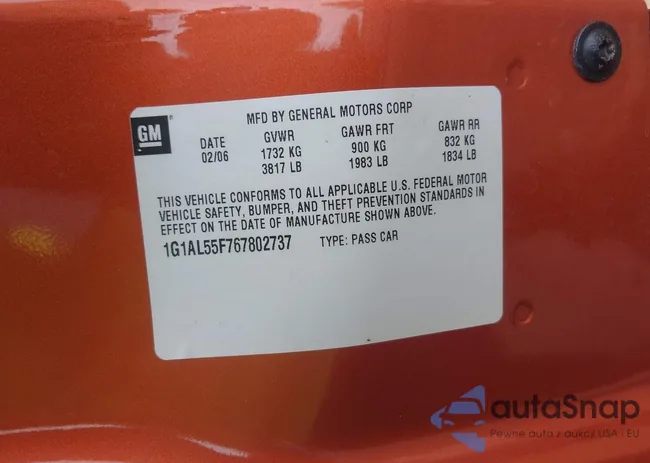 MFD BY GENERAL MOTORS CORP
GM
DATE GVWR GAWR FRT GAWR RR
02/06 1732 KG 900 KG 832 KG
3817 LB 1983 LB 1834 LB
THIS VEHICLE CONFORMS TO ALL APPLICABLE U.S. FEDERAL MOTOR
VEHICLE SAFETY, BUMPER, AND THEFT PREVENTION STANDARDS IN
EFFECT ON THE DATE OF MANUFACTURE SHOWN ABOVE.
1G1AL55F767802737 TYPE: PASS CAR
autaSnap
Pewne auta z aukcji USA i EU